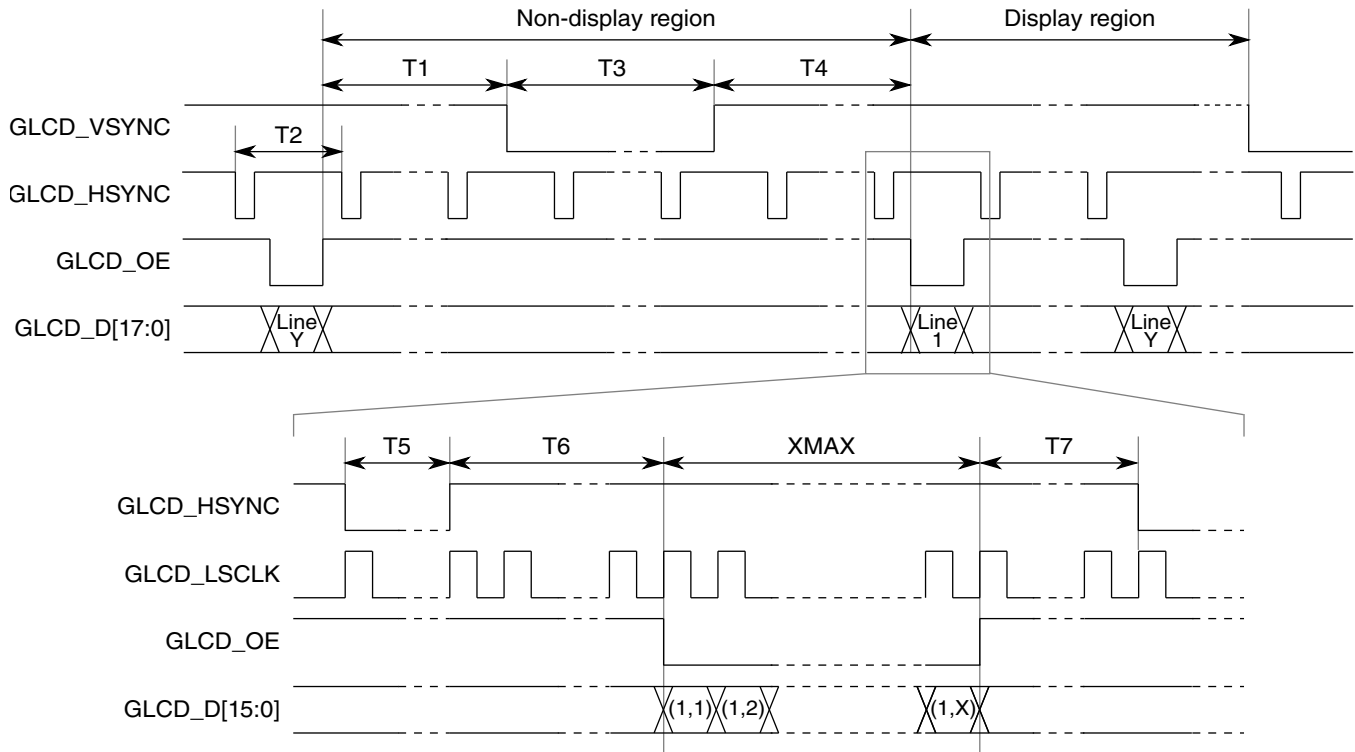 Non-display region
Display region
T1
T3
T4
GLCD_VSYNC
T2
GLCD_HSYNC
GLCD_OE
GLCD_D[17:0]
Line
Y
Line
1
Line
Y
T5
T6
XMAX
T7
GLCD_HSYNC
GLCD_LSCLK
GLCD_OE
GLCD_D[15:0]
(1,1)
(1,2)
(1,X)